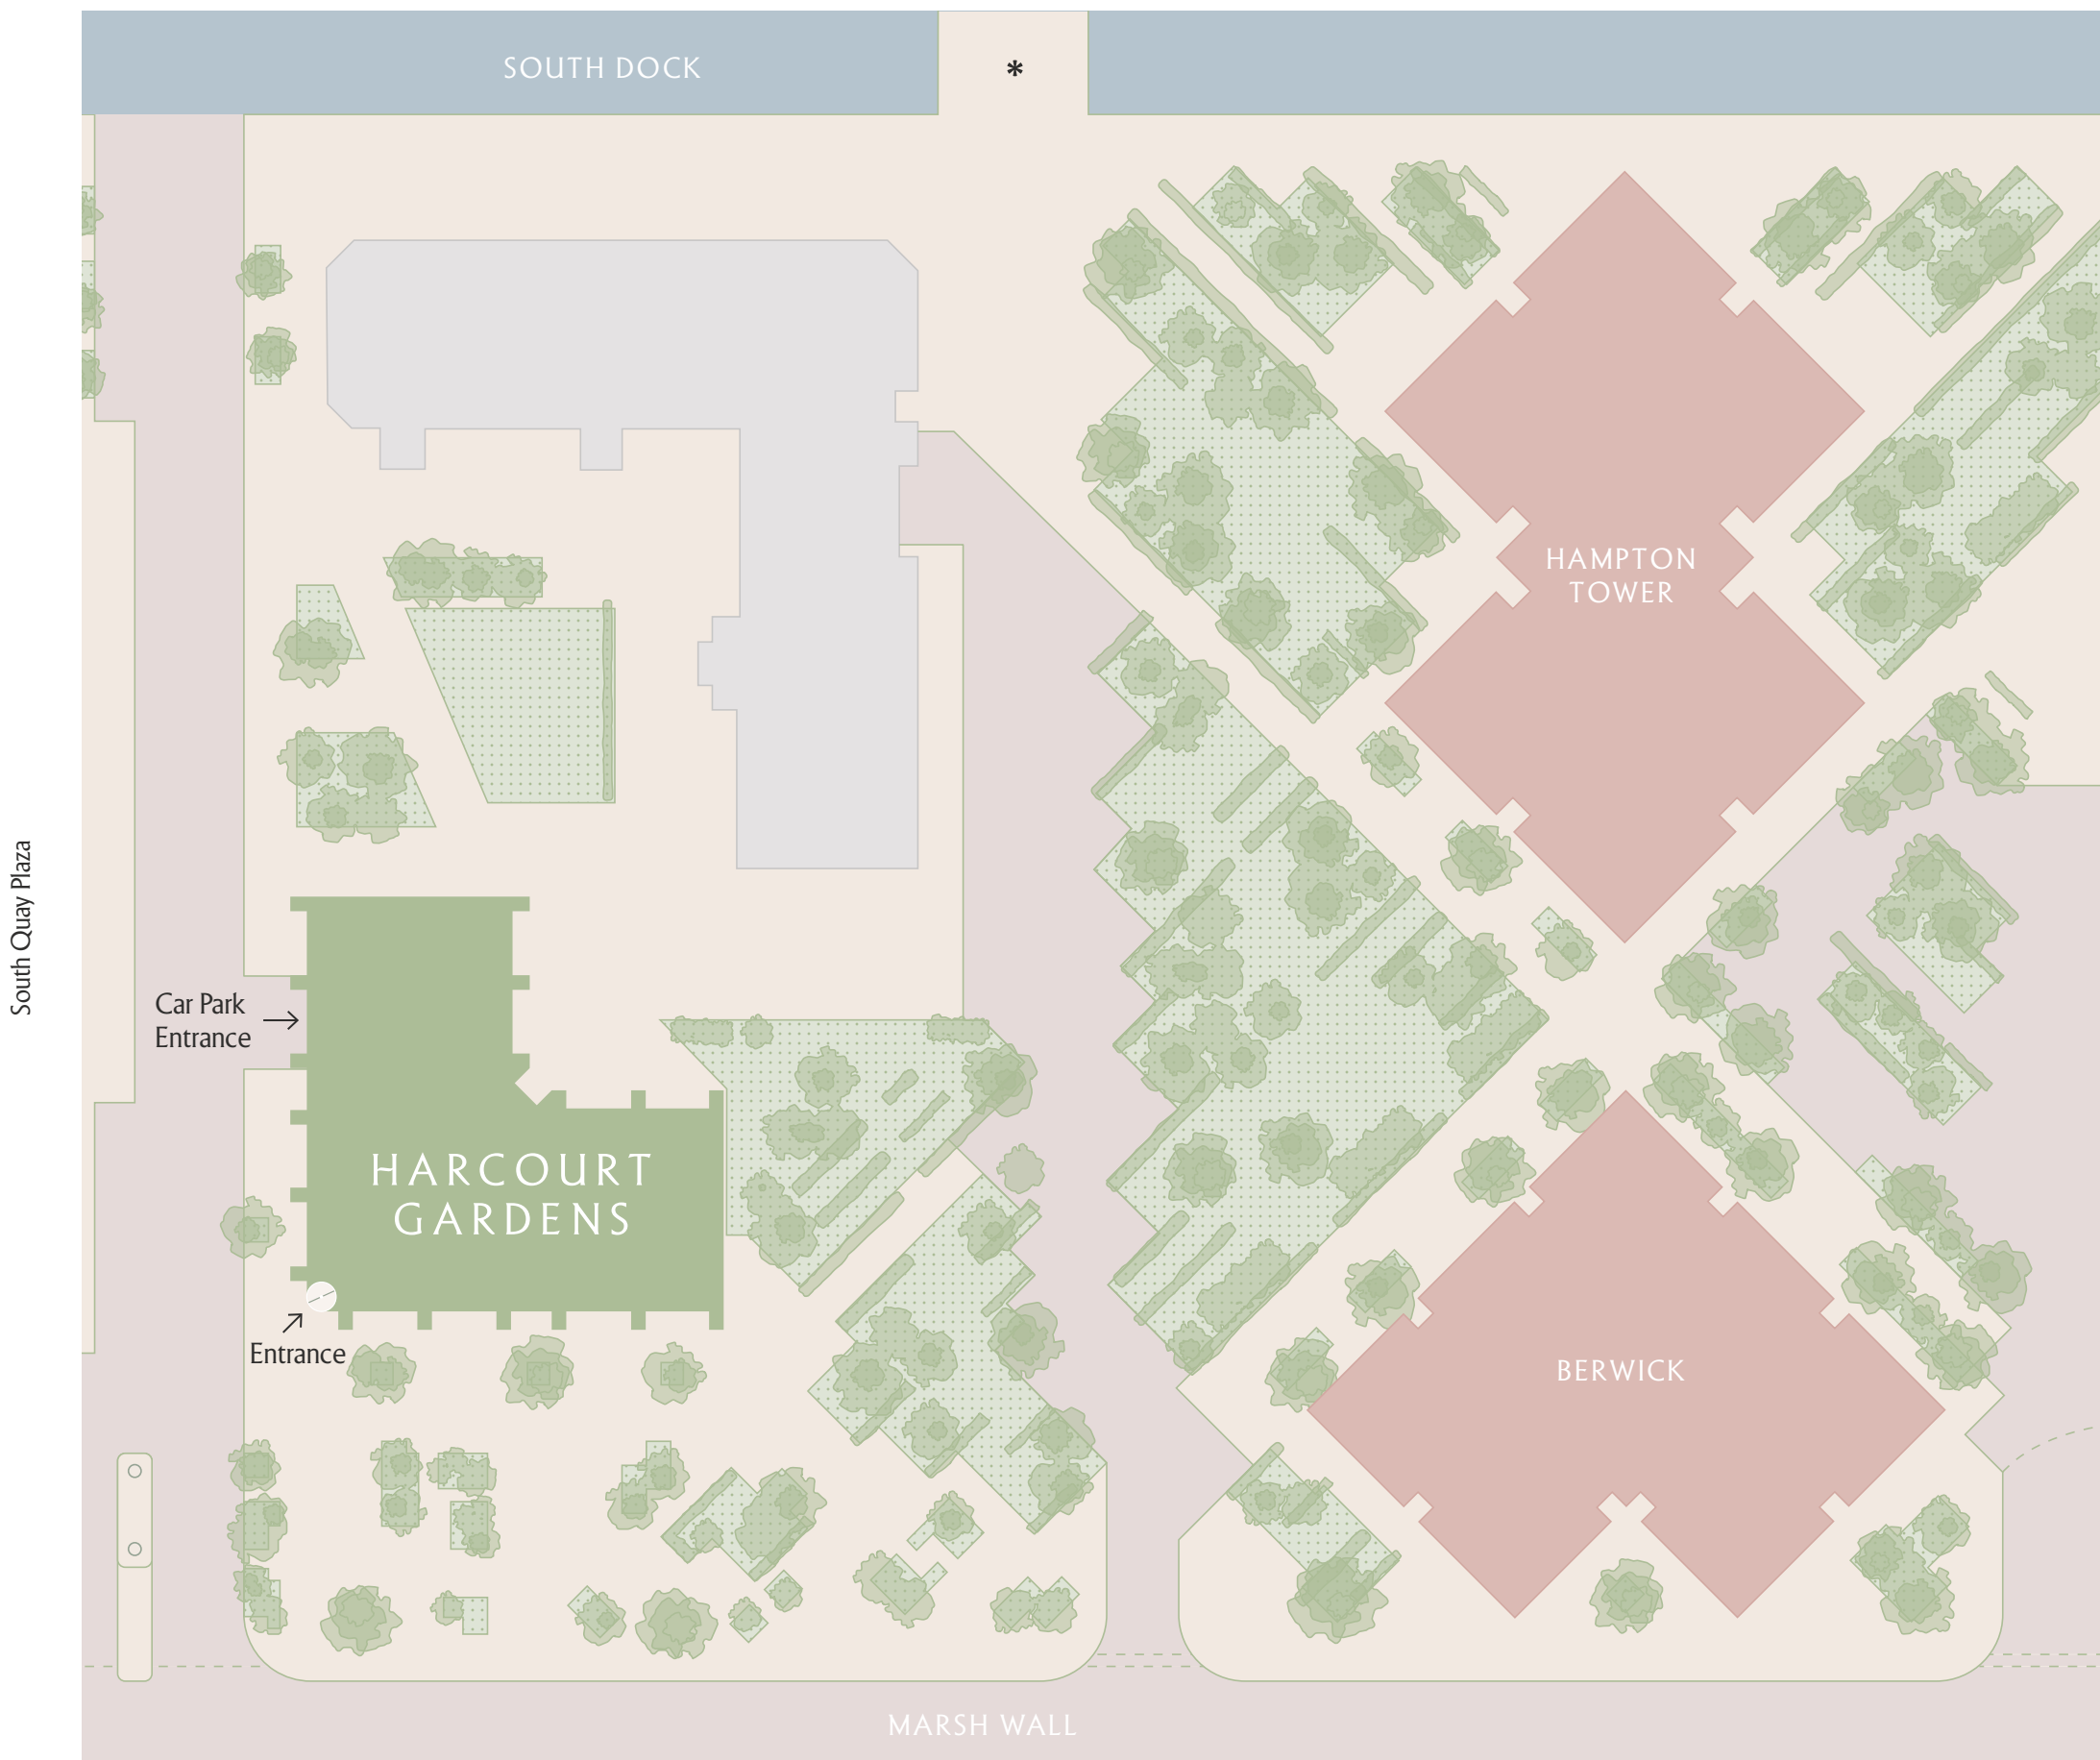 SOUTH DOCK
*
HAMPTON
TOWER
South Quay Plaza
Car Park
Entrance
HARCOURT
GARDENS
Entrance
BERWICK
MARSH WALL